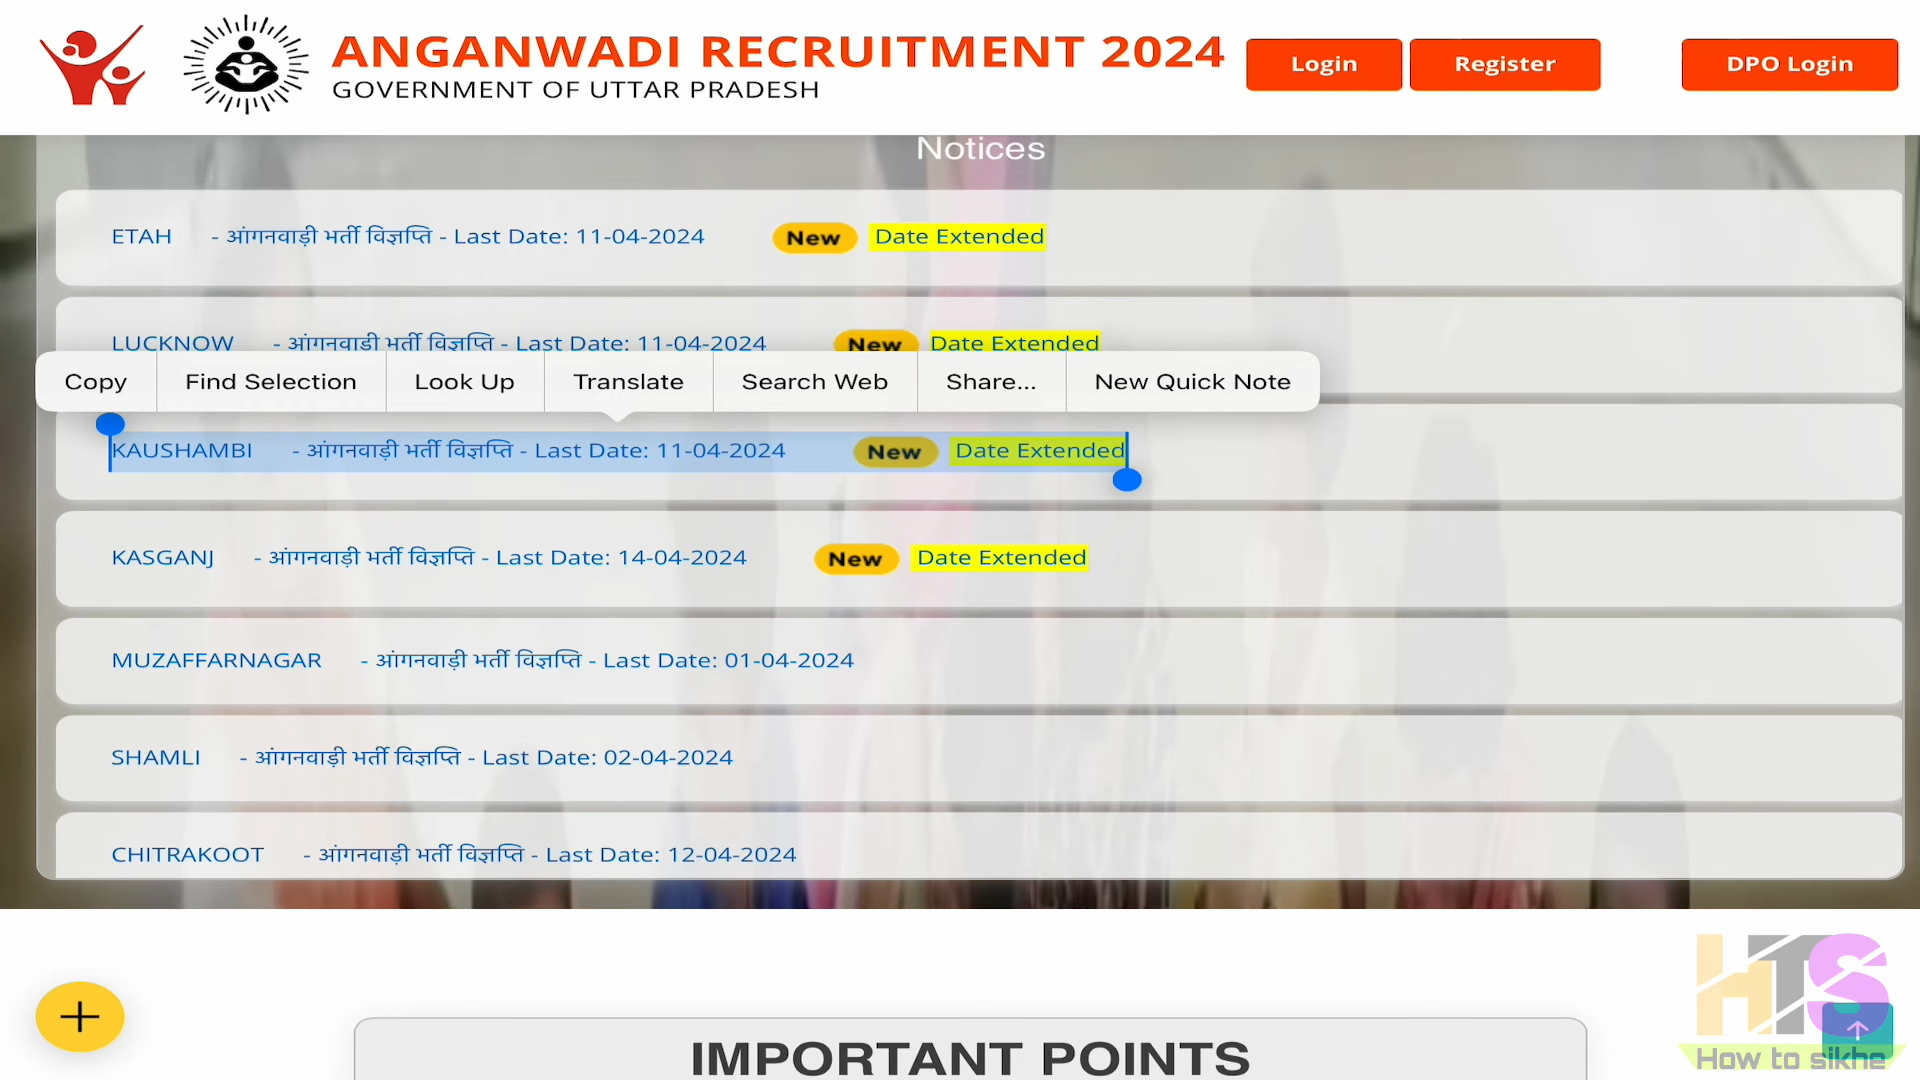 ANGANWADI RECRUITMENT 2024
GOVERNMENT OF UTTAR PRADESH
Login
Register
DPO Login
Notices
ETAH - आंगनवाड़ी भर्ती विज्ञप्ति - Last Date: 11-04-2024 New Date Extended
LUCKNOW - आंगनवाड़ी भर्ती विज्ञप्ति - Last Date: 11-04-2024 New Date Extended
Copy Find Selection Look Up Translate Search Web Share... New Quick Note
KAUSHAMBI - आंगनवाड़ी भर्ती विज्ञप्ति - Last Date: 11-04-2024 New Date Extended
KASGANJ - आंगनवाड़ी भर्ती विज्ञप्ति - Last Date: 14-04-2024 New Date Extended
MUZAFFARNAGAR - आंगनवाड़ी भर्ती विज्ञप्ति - Last Date: 01-04-2024
SHAMLI - आंगनवाड़ी भर्ती विज्ञप्ति - Last Date: 02-04-2024
CHITRAKOOT - आंगनवाड़ी भर्ती विज्ञप्ति - Last Date: 12-04-2024
IMPORTANT POINTS
HTS
How to sikhe